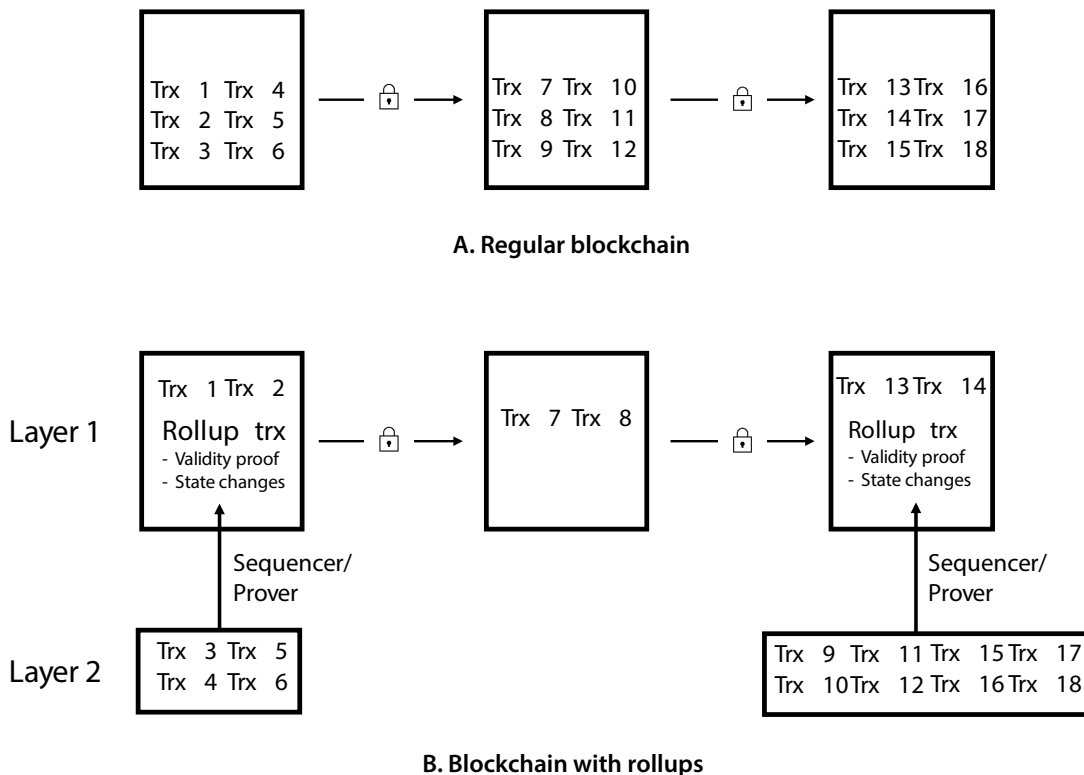 Trx 1 Trx 4
Trx 2 Trx 5
Trx 3 Trx 6
Trx 7 Trx 10
Trx 8 Trx 11
Trx 9 Trx 12
Trx 13 Trx 16
Trx 14 Trx 17
Trx 15 Trx 18
A. Regular blockchain
Layer 1
Trx 1 Trx 2
Rollup trx
- Validity proof
- State changes
Trx 7 Trx 8
Trx 13 Trx 14
Rollup trx
- Validity proof
- State changes
Sequencer/
Prover
Sequencer/
Prover
Layer 2
Trx 3 Trx 5
Trx 4 Trx 6
Trx 9 Trx 11 Trx 15 Trx 17
Trx 10 Trx 12 Trx 16 Trx 18
B. Blockchain with rollups